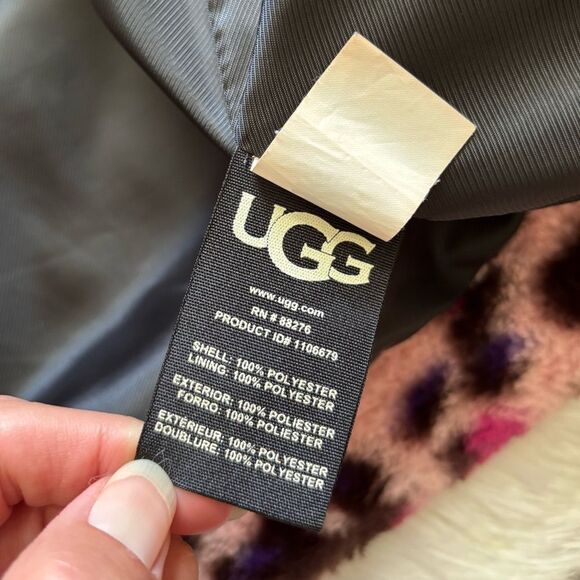 UGG
www.ugg.com
RN # 88276
PRODUCT ID# 1106679
SHELL: 100% POLYESTER
LINING: 100% POLYESTER
EXTERIOR: 100% POLIESTER
FORRO: 100% POLIESTER
EXTÉRIEUR: 100% POLYESTER
DOUBLURE: 100% POLYESTER